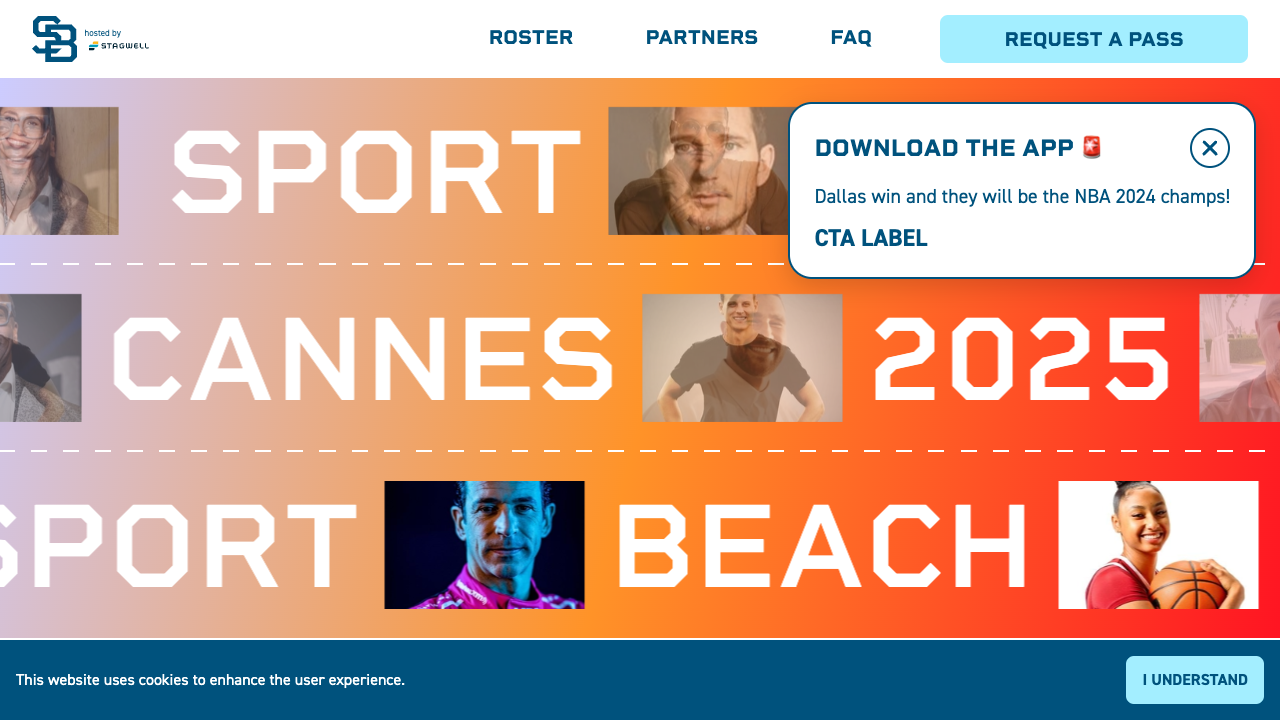 SB
hosted by
STAGWELL
ROSTER
PARTNERS
FAQ
REQUEST A PASS
DOWNLOAD THE APP 🚨
Dallas win and they will be the NBA 2024 champs!
CTA LABEL
SPORT
CANNES
2025
SPORT
BEACH
This website uses cookies to enhance the user experience.
I UNDERSTAND